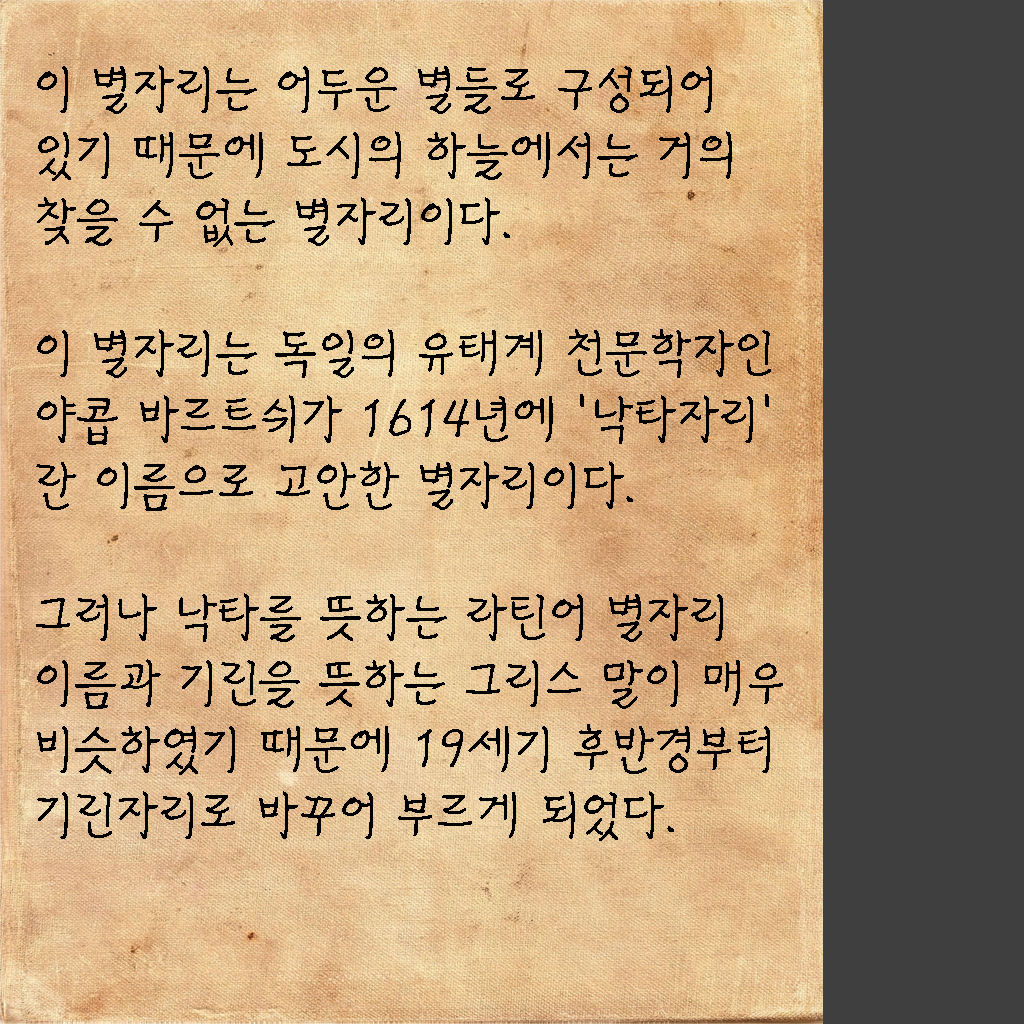 이 별자리는 어두운 별들로 구성되어
있기 때문에 도시의 하늘에서는 거의
찾을 수 없는 별자리이다.
이 별자리는 독일의 유태계 천문학자인
야콥 바르트쉬가 1614년에 '낙타자리'
란 이름으로 고안한 별자리이다.
그러나 낙타를 뜻하는 라틴어 별자리
이름과 기린을 뜻하는 그리스 말이 매우
비슷하였기 때문에 19세기 후반경부터
기린자리로 바꾸어 부르게 되었다.